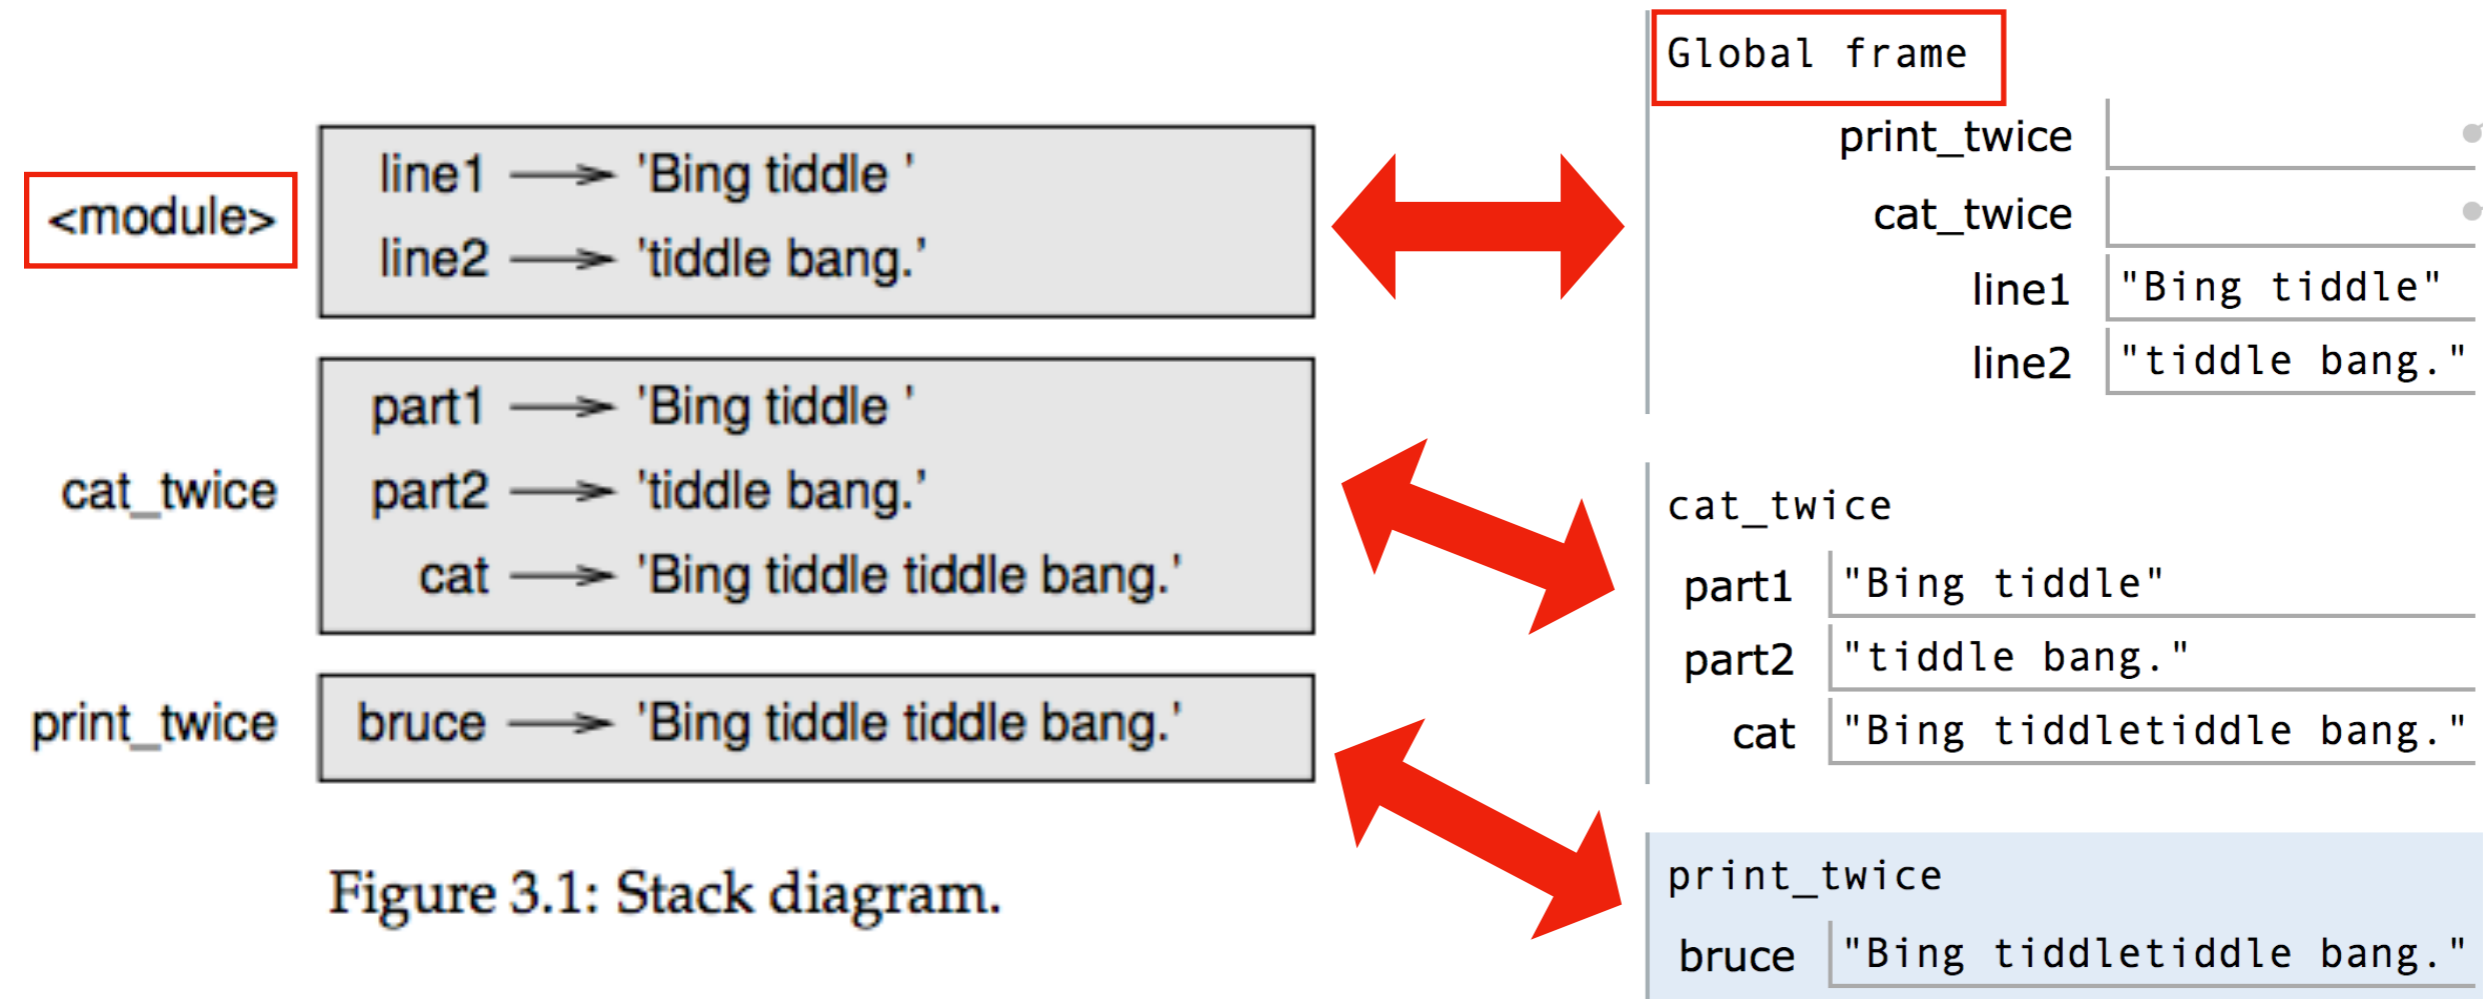 <module>
line1 → 'Bing tiddle '
line2 → 'tiddle bang.'
cat_twice
part1 → 'Bing tiddle '
part2 → 'tiddle bang.'
cat → 'Bing tiddle tiddle bang.'
print_twice
bruce → 'Bing tiddle tiddle bang.'
Figure 3.1: Stack diagram.
Global frame
print_twice
cat_twice
line1 "Bing tiddle"
line2 "tiddle bang."
cat_twice
part1 "Bing tiddle"
part2 "tiddle bang."
cat "Bing tiddletiddle bang."
print_twice
bruce "Bing tiddletiddle bang."